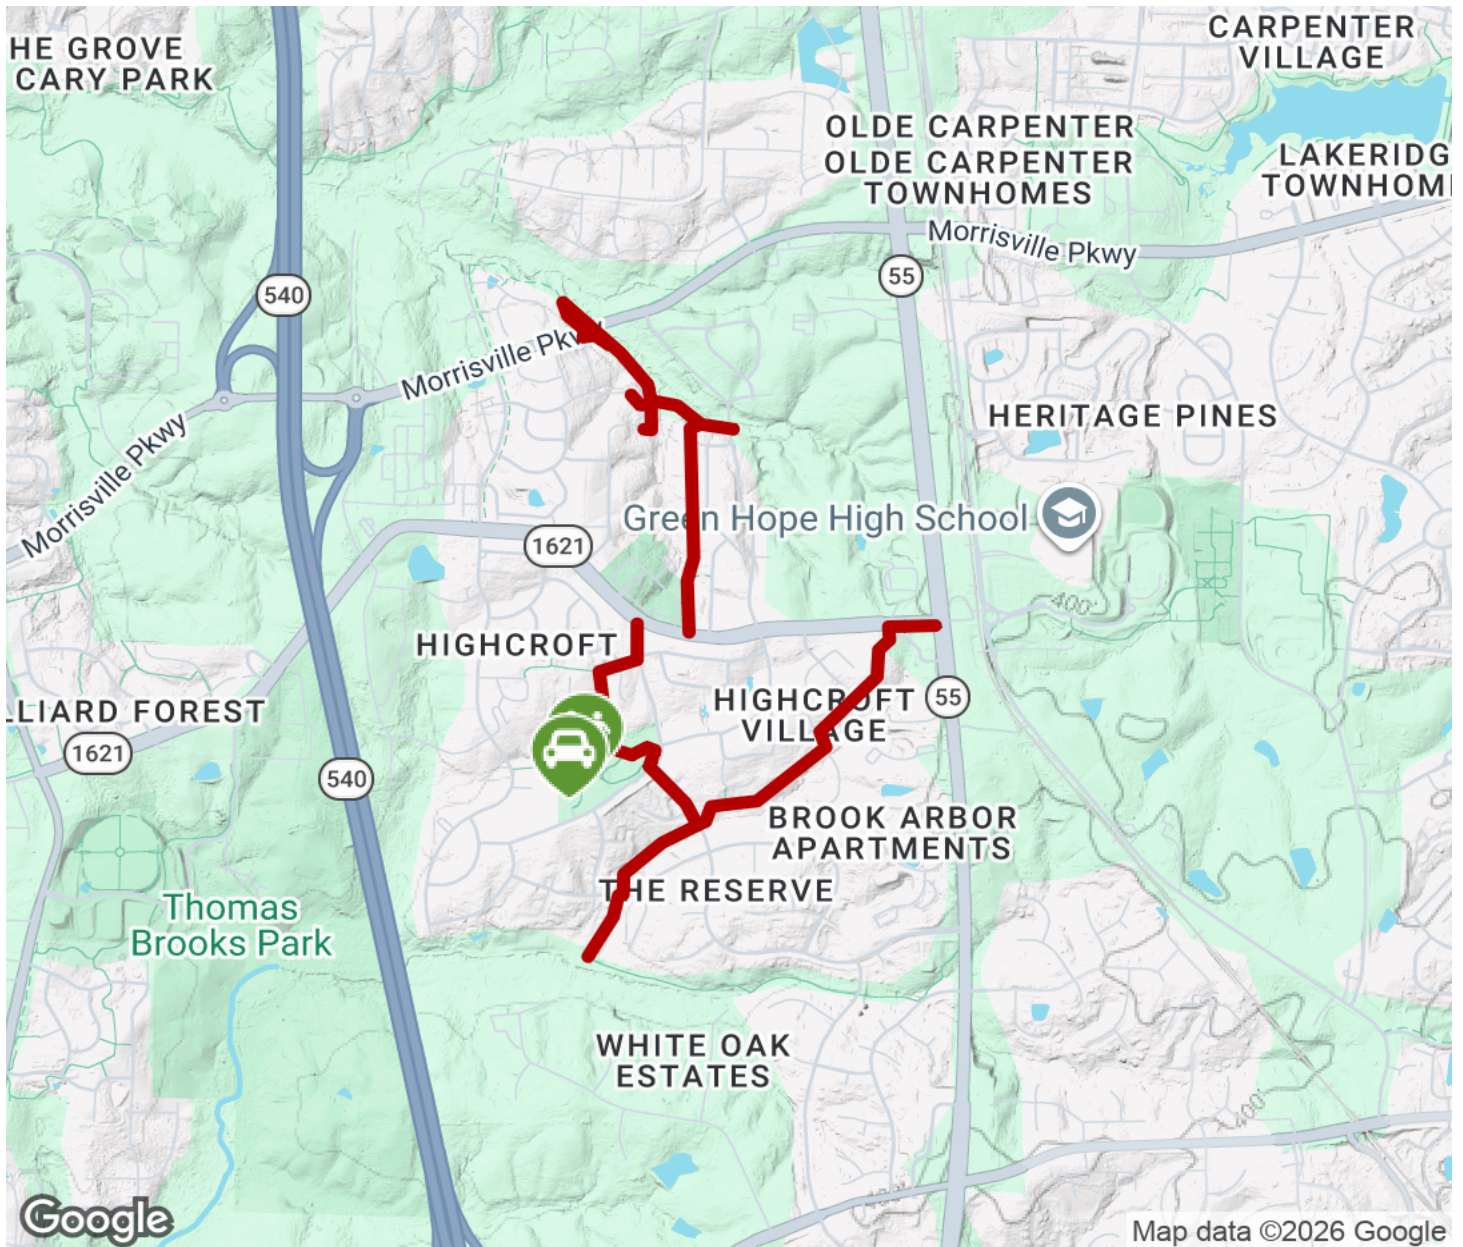 HE GROVE
CARY PARK
CARPENTER
VILLAGE
OLDE CARPENTER
OLDE CARPENTER
TOWNHOMES
LAKERIDG
TOWNHOM
Morrisville Pkwy
540
55
Morrisville Pkwy
Morrisville Pkwy
HERITAGE PINES
Green Hope High School
1621
400'
HIGHCROFT
HIGHCROFT
VILLAGE
55
LLIARD FOREST
1621
540
BROOK ARBOR
APARTMENTS
THE RESERVE
Thomas
Brooks Park
WHITE OAK
ESTATES
Google
Map data ©2026 Google